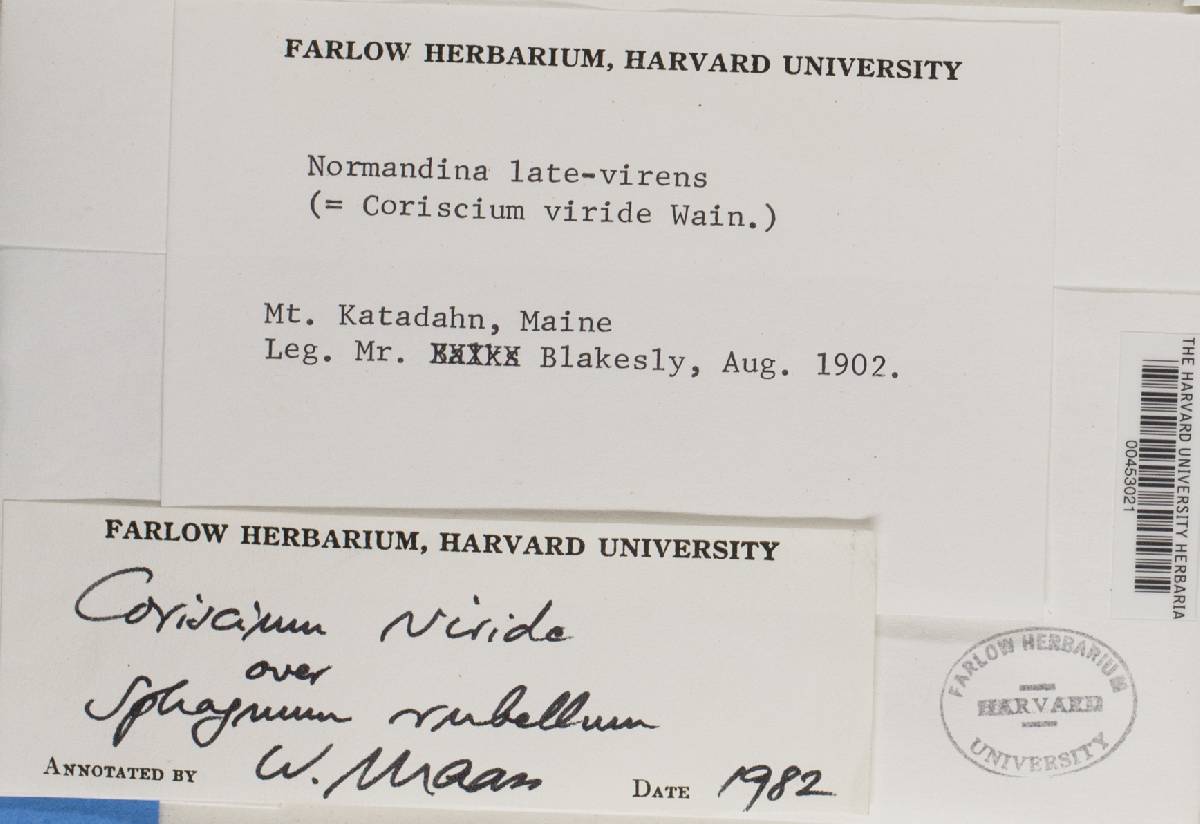 FARLOW HERBARIUM, HARVARD UNIVERSITY
Normandina late-virens
(= Coriscium viride Wain.)
Mt. Katadahn, Maine
Leg. Mr. Blakesly, Aug. 1902.
FARLOW HERBARIUM, HARVARD UNIVERSITY
Coriscium viride
over
Sphagnum rubellum
ANNOTATED BY W. Maas DATE 1982
THE HARVARD UNIVERSITY HERBARIA
00453021
FARLOW HERBARIUM
HARVARD
UNIVERSITY